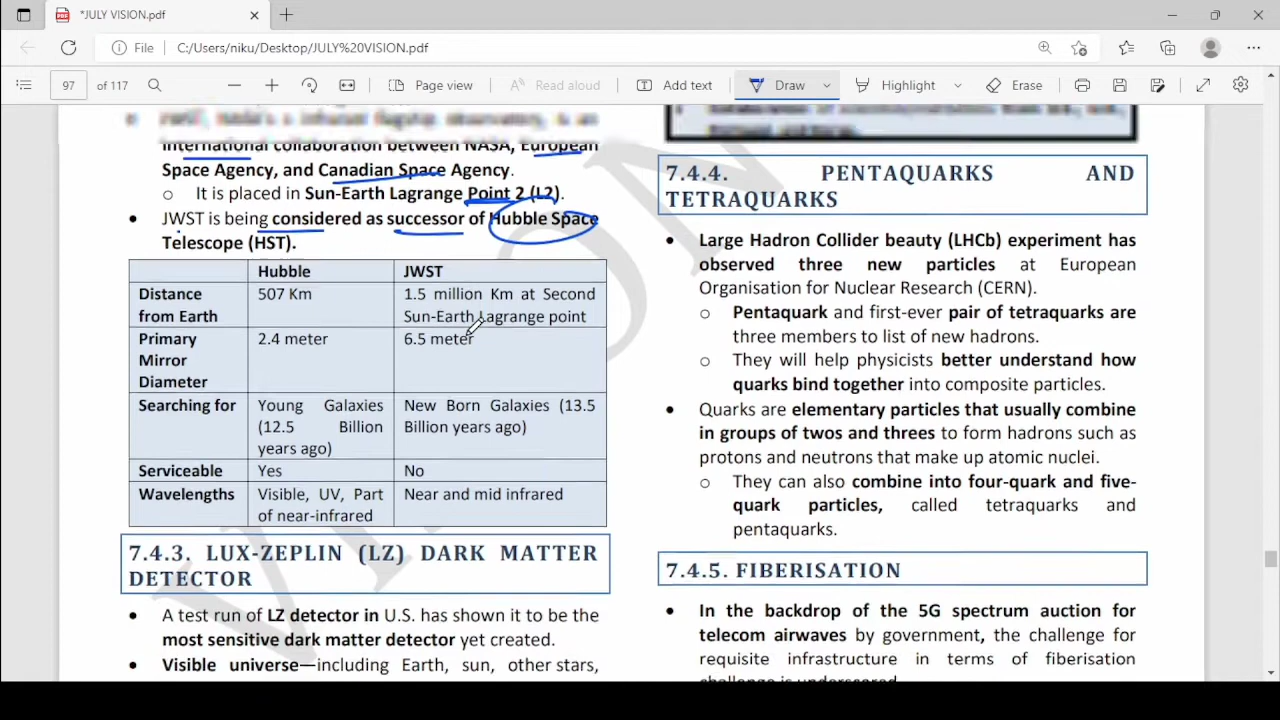 *JULY VISION.pdf
File
C:/Users/niku/Desktop/JULY%20VISION.pdf
97 of 117
Page view
Read aloud
Add text
Draw
Highlight
Erase
International collaboration between NASA, European
Space Agency, and Canadian Space Agency.
o It is placed in Sun-Earth Lagrange Point 2 (L2).
• JWST is being considered as successor of Hubble Space
Telescope (HST).
Hubble JWST
Distance from Earth 507 Km 1.5 million Km at Second
Sun-Earth Lagrange point
Primary Mirror Diameter 2.4 meter 6.5 meter
Searching for Young Galaxies (12.5 Billion years ago) New Born Galaxies (13.5
Billion years ago)
Serviceable Yes No
Wavelengths Visible, UV, Part of near-infrared Near and mid infrared
7.4.3. LUX-ZEPLIN (LZ) DARK MATTER
DETECTOR
• A test run of LZ detector in U.S. has shown it to be the
most sensitive dark matter detector yet created.
• Visible universe—including Earth, sun, other stars,
7.4.4. PENTAQUARKS AND
TETRAQUARKS
• Large Hadron Collider beauty (LHCb) experiment has
observed three new particles at European
Organisation for Nuclear Research (CERN).
o Pentaquark and first-ever pair of tetraquarks are
three members to list of new hadrons.
o They will help physicists better understand how
quarks bind together into composite particles.
• Quarks are elementary particles that usually combine
in groups of twos and threes to form hadrons such as
protons and neutrons that make up atomic nuclei.
o They can also combine into four-quark and five-
quark particles, called tetraquarks and
pentaquarks.
7.4.5. FIBERISATION
• In the backdrop of the 5G spectrum auction for
telecom airwaves by government, the challenge for
requisite infrastructure in terms of fiberisation
challenge is underscored